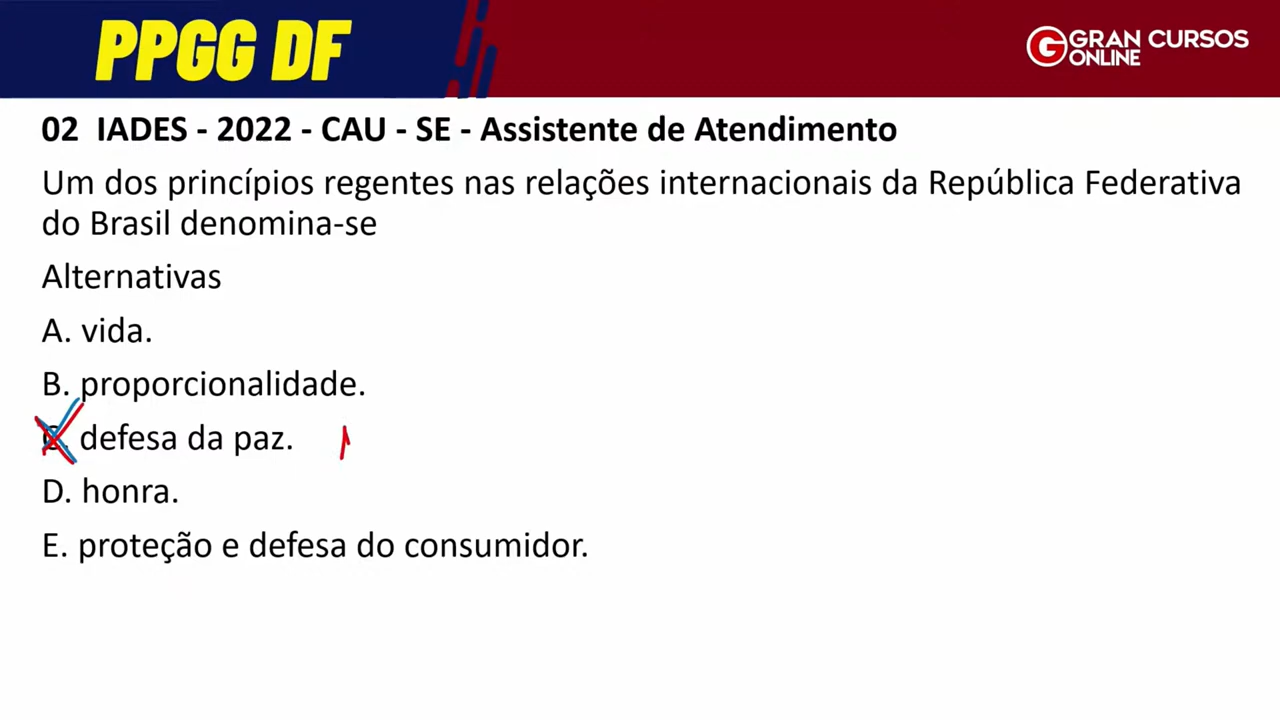 PPGG DF
GRAN CURSOS
ONLINE
02 IADES - 2022 - CAU - SE - Assistente de Atendimento
Um dos princípios regentes nas relações internacionais da República Federativa
do Brasil denomina-se
Alternativas
A. vida.
B. proporcionalidade.
C. defesa da paz.
D. honra.
E. proteção e defesa do consumidor.